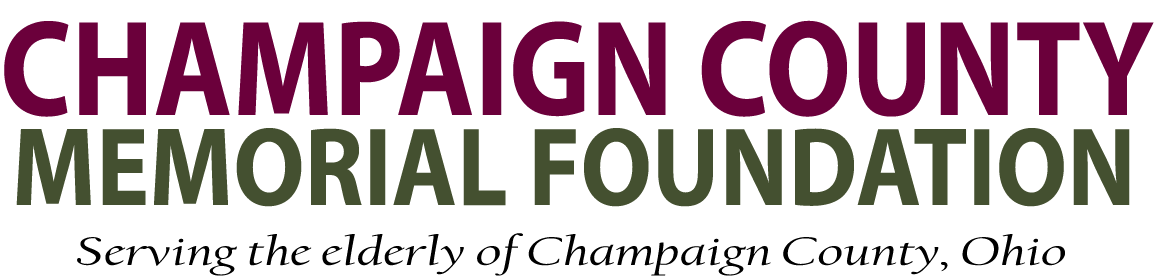 CHAMPAIGN COUNTY
MEMORIAL FOUNDATION
Serving the elderly of Champaign County, Ohio